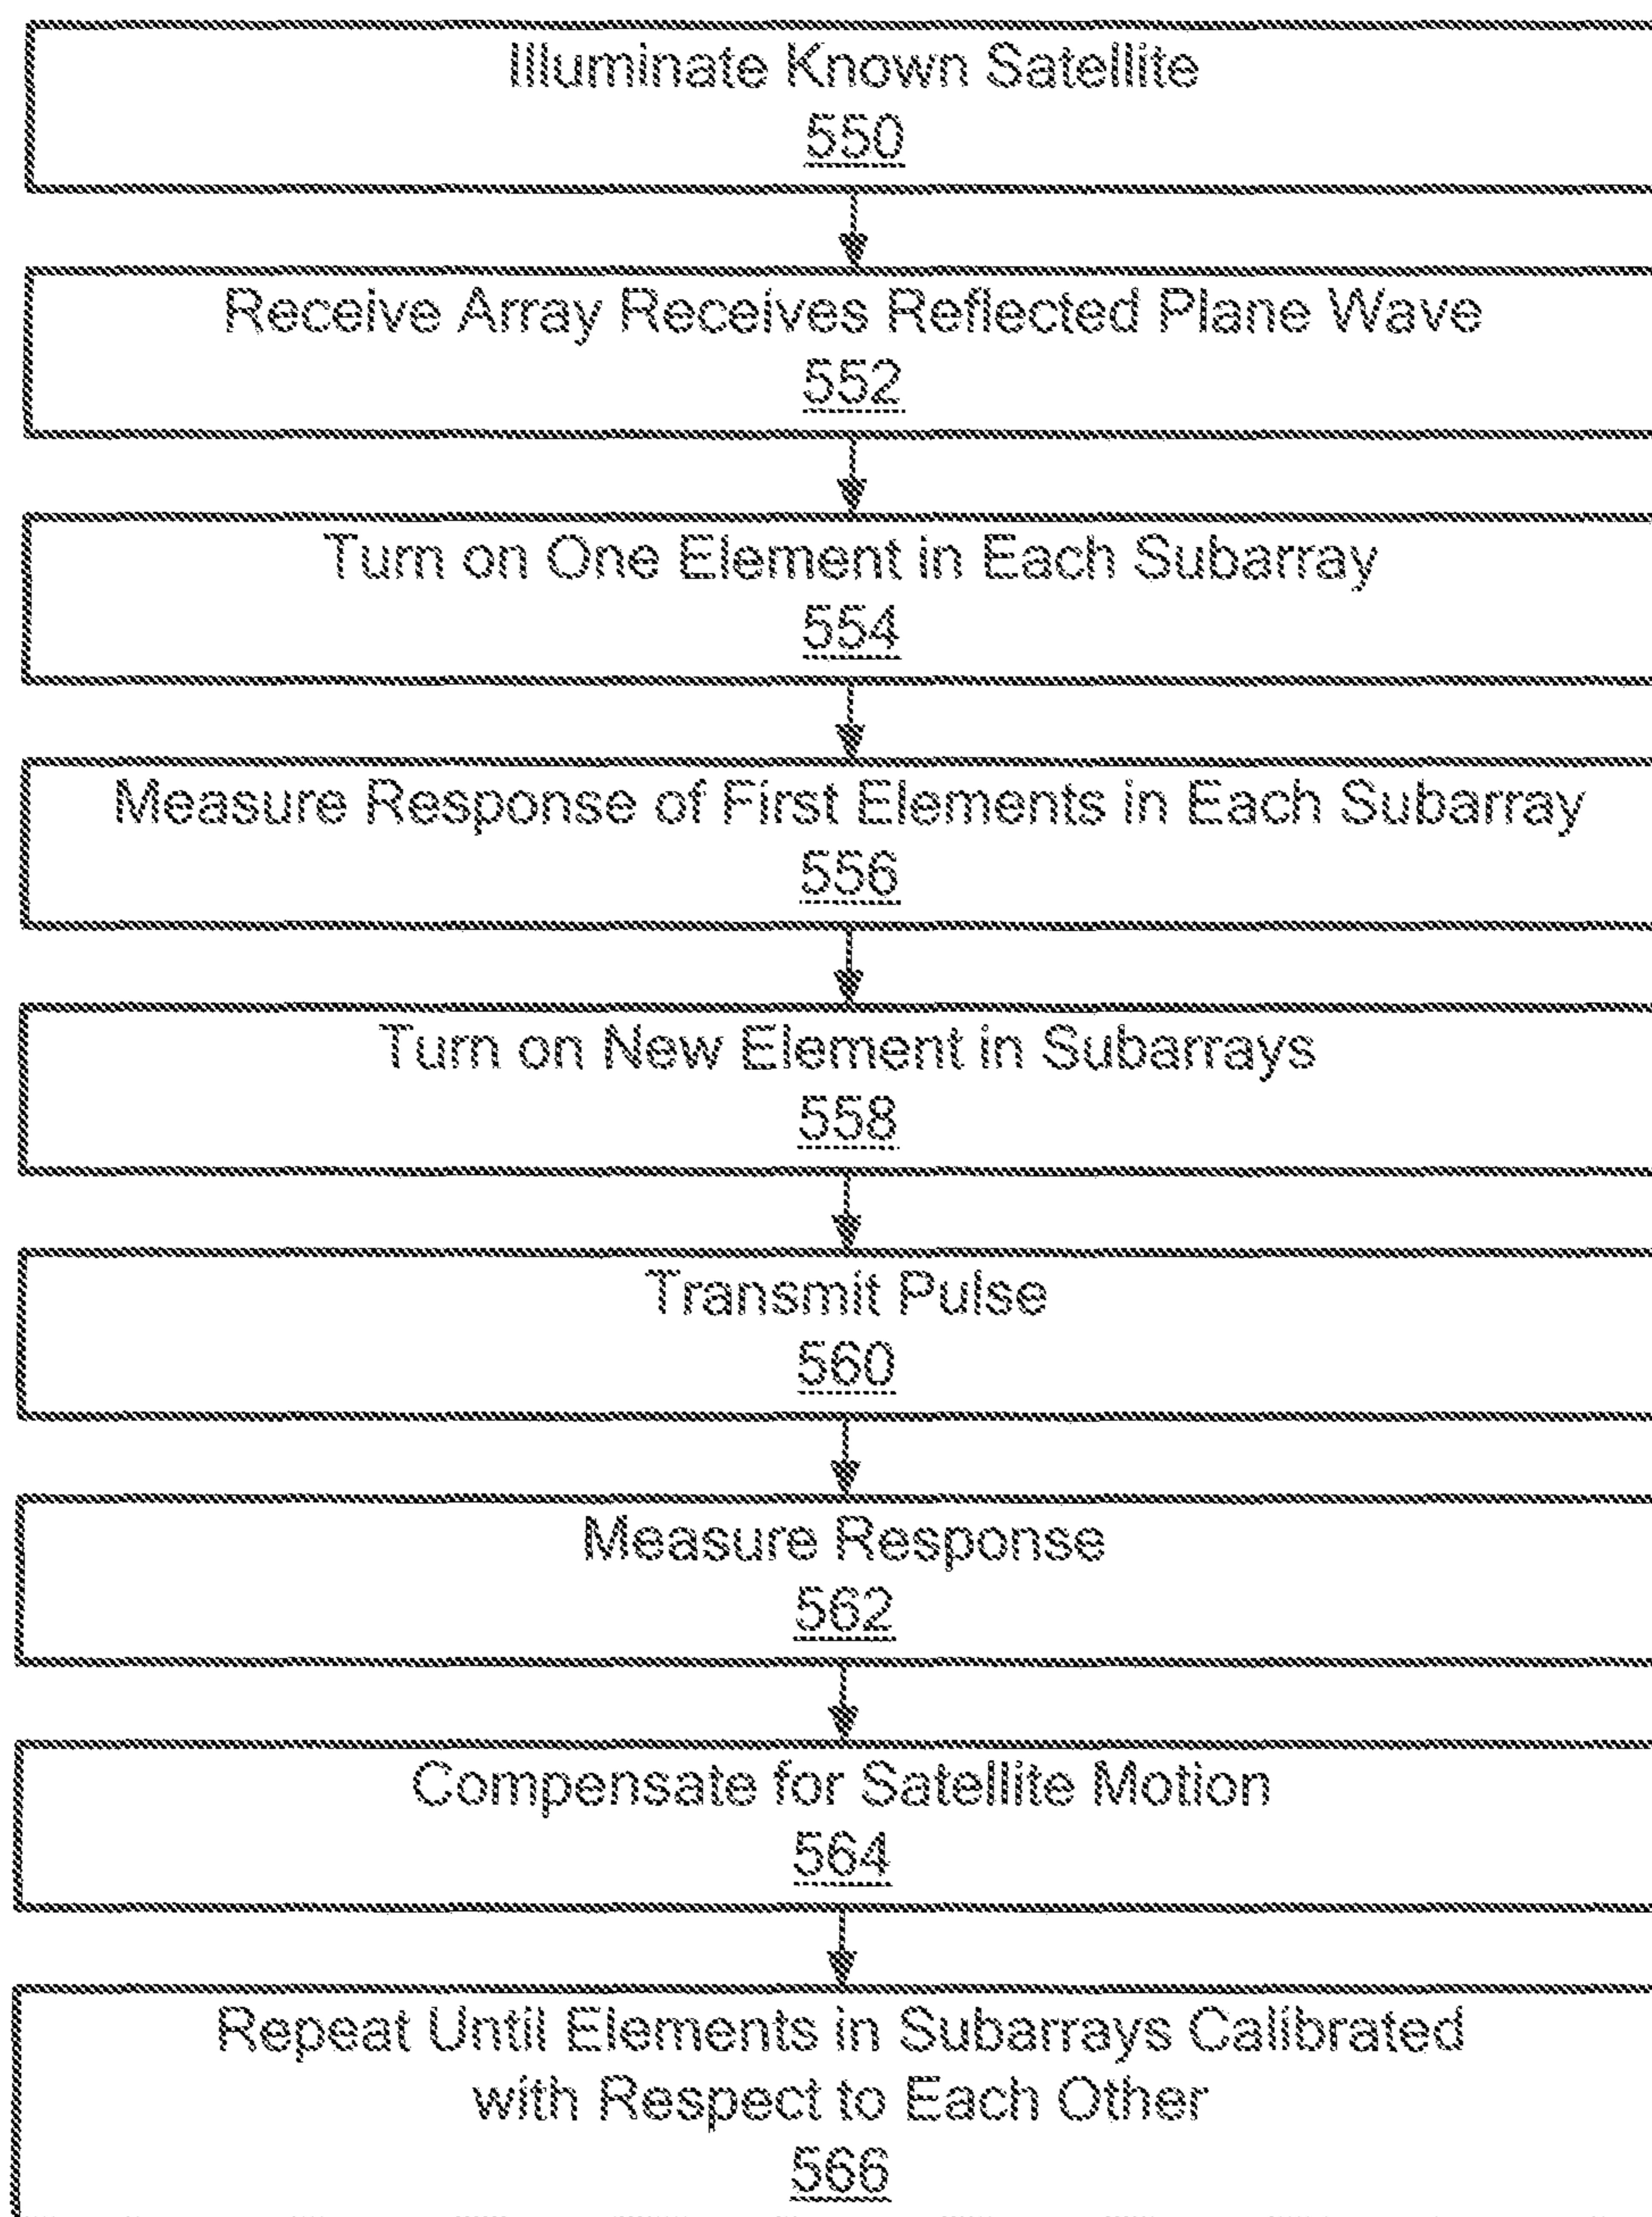 Illuminate Known Satellite
550
Receive Array Receives Reflected Plane Wave
552
Turn on One Element in Each Subarray
554
Measure Response of First Elements in Each Subarray
556
Turn on New Element in Subarrays
558
Transmit Pulse
560
Measure Response
562
Compensate for Satellite Motion
564
Repeat Until Elements in Subarrays Calibrated
with Respect to Each Other
566